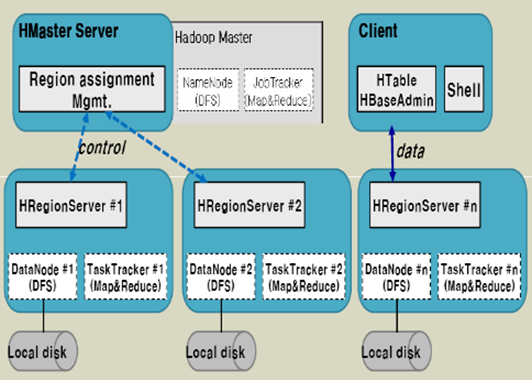 HMaster Server
Region assignment
Mgmt.
Hadoop Master
NameNode
(DFS)
JobTracker
(Map&Reduce)
Client
HTable
HBaseAdmin
Shell
control
data
HRegionServer #1
DataNode #1
(DFS)
TaskTracker #1
(Map&Reduce)
Local disk
HRegionServer #2
DataNode #2
(DFS)
TaskTracker #2
(Map&Reduce)
Local disk
HRegionServer #n
DataNode #n
(DFS)
TaskTracker #n
(Map&Reduce)
Local disk